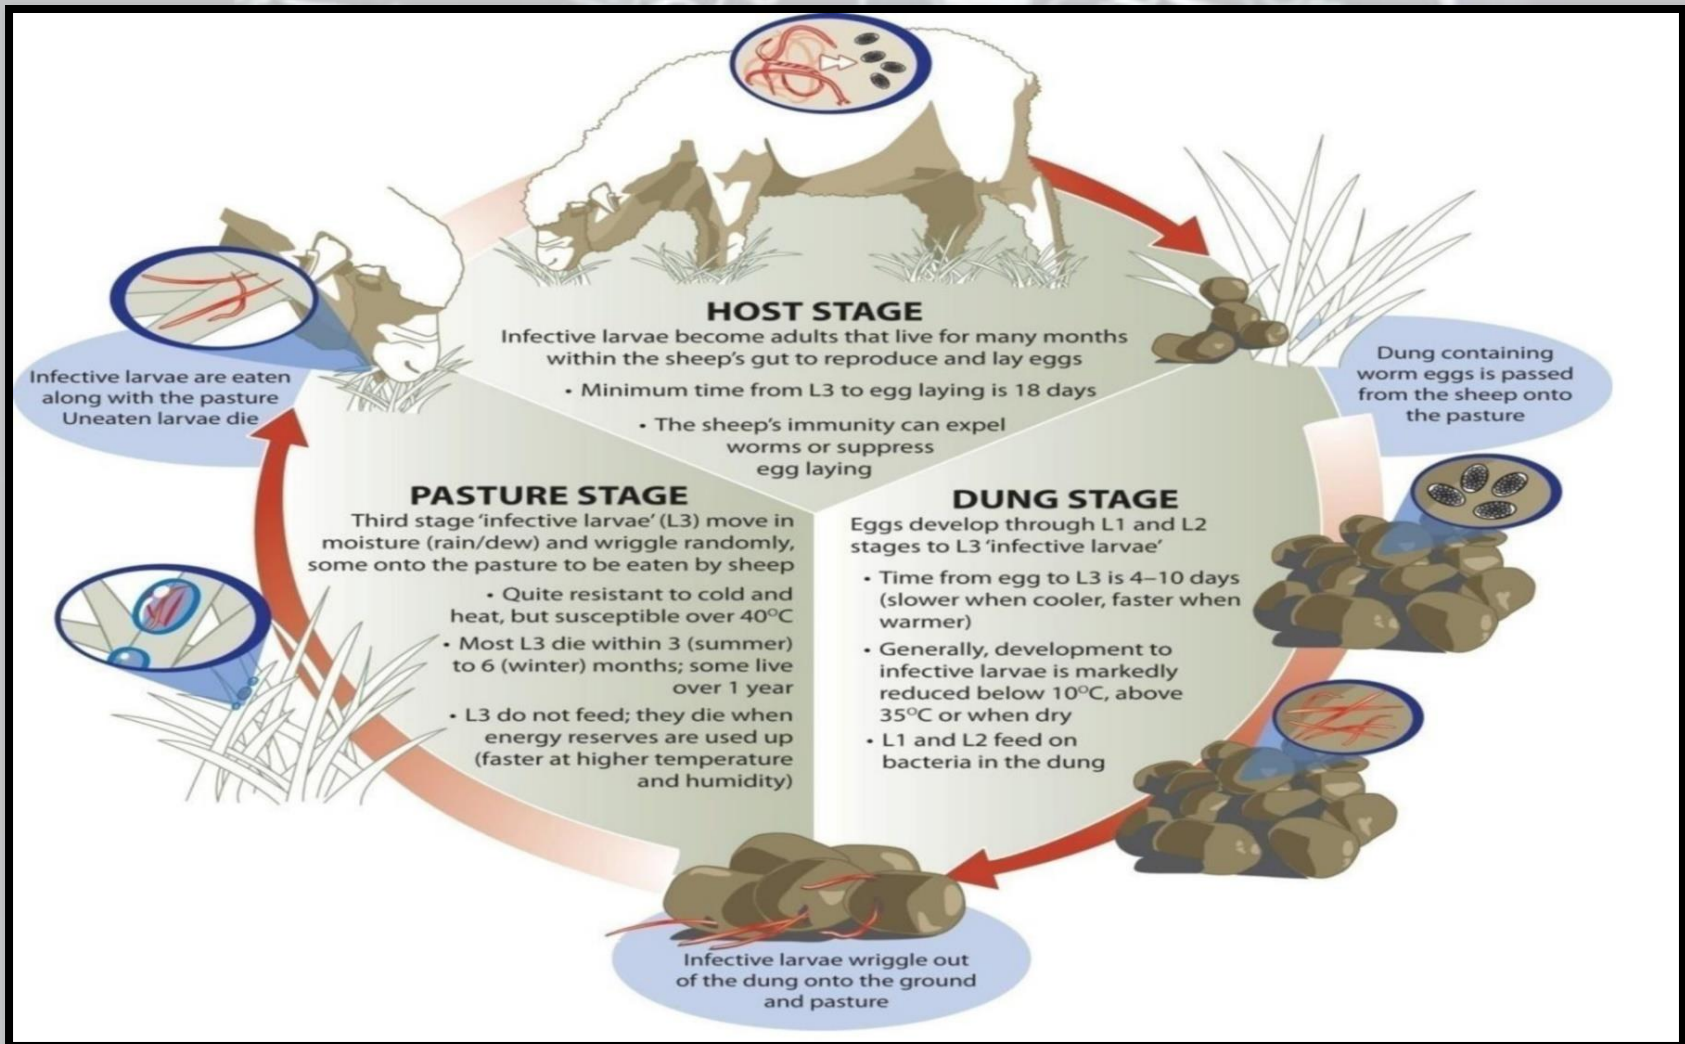 HOST STAGE
Infective larvae become adults that live for many months
within the sheep's gut to reproduce and lay eggs
• Minimum time from L3 to egg laying is 18 days
• The sheep's immunity can expel
worms or suppress
egg laying
Dung containing
worm eggs is passed
from the sheep onto
the pasture
DUNG STAGE
Eggs develop through L1 and L2
stages to L3 'infective larvae'
• Time from egg to L3 is 4–10 days
(slower when cooler, faster when
warmer)
• Generally, development to
infective larvae is markedly
reduced below 10°C, above
35°C or when dry
• L1 and L2 feed on
bacteria in the dung
Infective larvae wriggle out
of the dung onto the ground
and pasture
PASTURE STAGE
Third stage 'infective larvae' (L3) move in
moisture (rain/dew) and wriggle randomly,
some onto the pasture to be eaten by sheep
• Quite resistant to cold and
heat, but susceptible over 40°C
• Most L3 die within 3 (summer)
to 6 (winter) months; some live
over 1 year
• L3 do not feed; they die when
energy reserves are used up
(faster at higher temperature
and humidity)
Infective larvae are eaten
along with the pasture
Uneaten larvae die